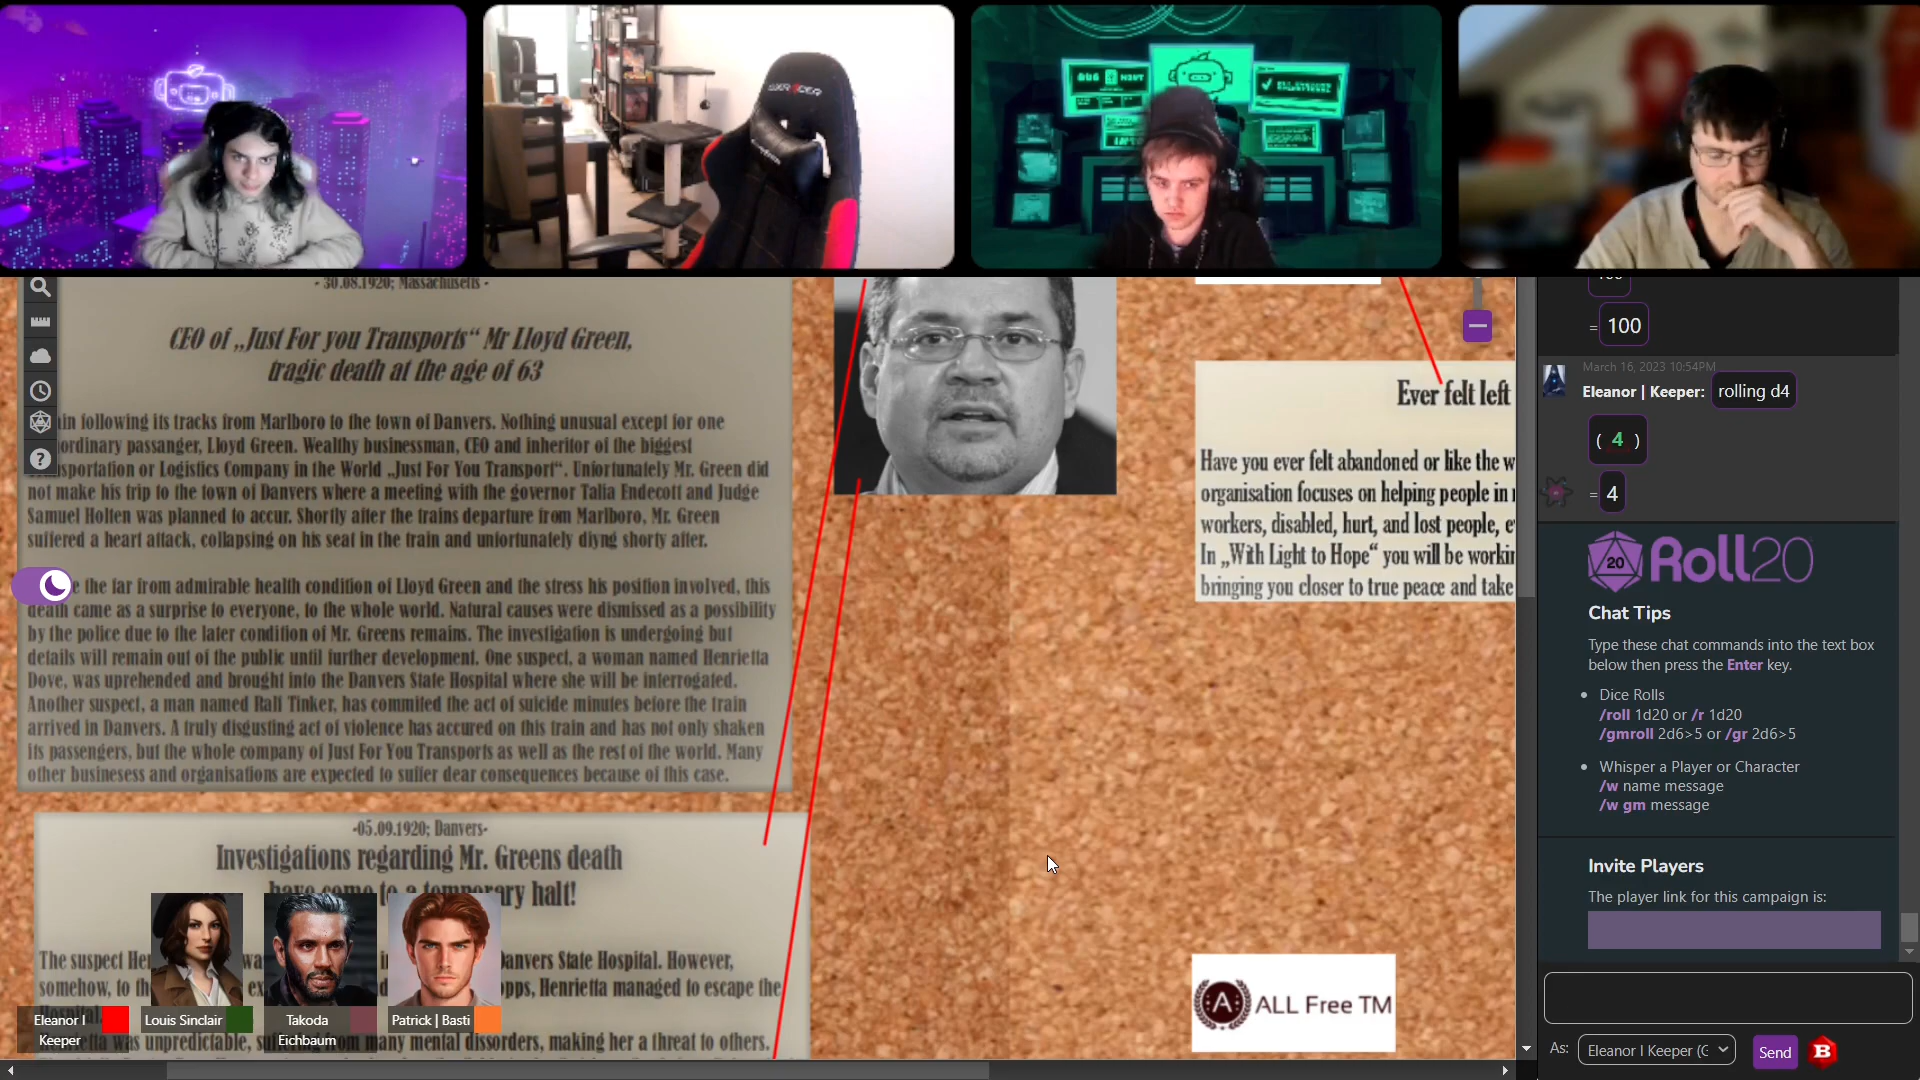 - 30.08.1920; Massachusetts -
CEO of „Just For you Transports“ Mr Lloyd Green,
tragic death at the age of 63
in following its tracks from Marlboro to the town of Danvers. Nothing unusual except for one
ordinary passenger, Lloyd Green. Wealthy businessman, CEO and inheritor of the biggest
sportation or Logistics Company in the World „Just For You Transport“. Unfortunately Mr. Green did
not make his trip to the town of Danvers where a meeting with the governor Talia Endecott and Judge
Samuel Holten was planned to accur. Shortly after the trains departure from Marlboro, Mr. Green
suffered a heart attack, collapsing on his seat in the train and unfortunately diyng shorty after.
e the far from admirable health condition of Lloyd Green and the stress his position involved, this
death came as a surprise to everyone, to the whole world. Natural causes were dismissed as a possibility
by the police due to the later condition of Mr. Greens remains. The investigation is undergoing but
details will remain out of the public until further development. One suspect, a woman named Henrietta
Dove, was uprehended and brought into the Danvers State Hospital where she will be interrogated.
Another suspect, a man named Ralf Tinker, has commited the act of suicide minutes before the train
arrived in Danvers. A truly disgusting act of violence has accured on this train and has not only shaken
its passengers, but the whole company of Just For You Transports as well as the rest of the world. Many
other businesess and organisations are expected to suffer dear consequences because of this case.
-05.09.1920; Danvers-
Investigations regarding Mr. Greens death
have come to a temporary halt!
The suspect Hen wa in Danvers State Hospital. However,
somehow, to th ex d opps, Henrietta managed to escape the
Hospital.
etta was unpredictable, suffering from many mental disorders, making her a threat to others.
Eleanor I
Keeper
Louis Sinclair
Takoda
Eichbaum
Patrick | Basti
Ever felt left
Have you ever felt abandoned or like the w
organisation focuses on helping people in
workers, disabled, hurt, and lost people, e
In „With Light to Hope“ you will be workin
bringing you closer to true peace and take
A ALL Free TM
100
= 100
March 16, 2023 10:54PM
Eleanor | Keeper: rolling d4
( 4 )
= 4
20 Roll20
Chat Tips
Type these chat commands into the text box
below then press the Enter key.
• Dice Rolls
/roll 1d20 or /r 1d20
/gmroll 2d6>5 or /gr 2d6>5
• Whisper a Player or Character
/w name message
/w gm message
Invite Players
The player link for this campaign is:
As: Eleanor I Keeper (G
Send
B